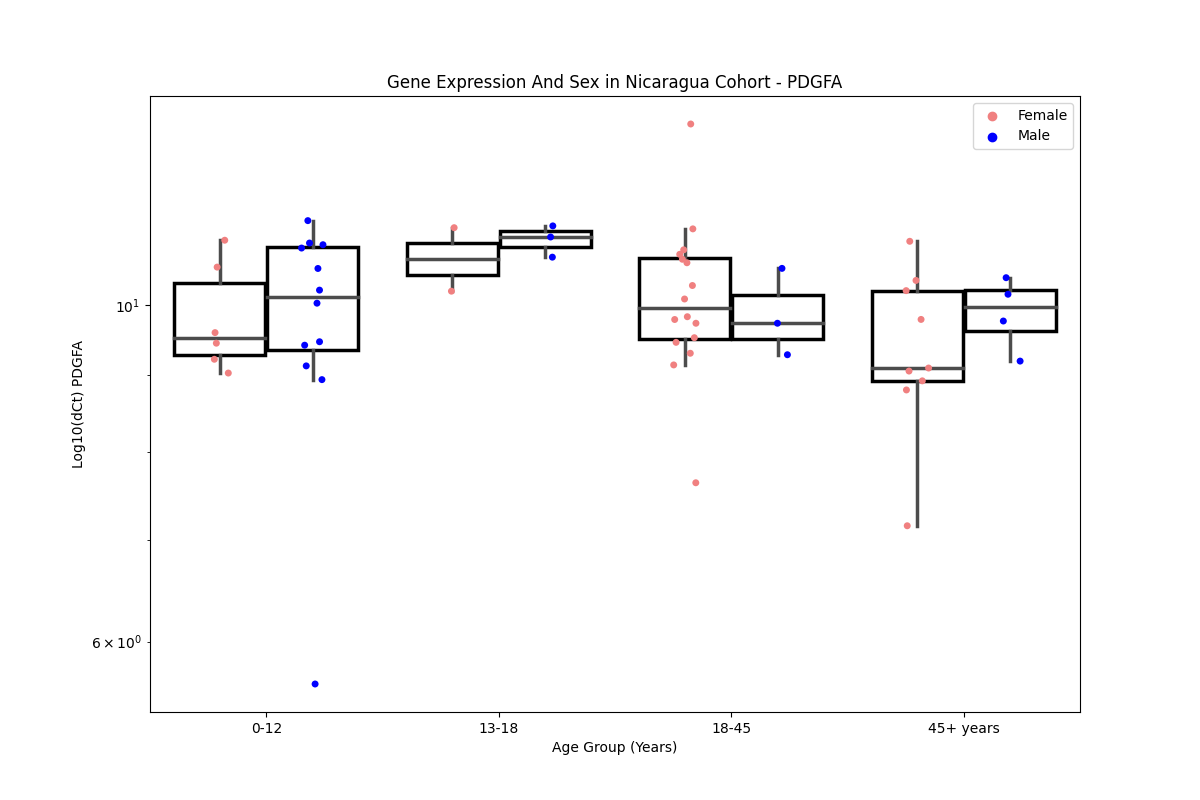 Gene Expression And Sex in Nicaragua Cohort - PDGFA
Female
Male
10¹
Log10(dCt) PDGFA
6 × 10⁰
0-12
13-18
18-45
45+ years
Age Group (Years)